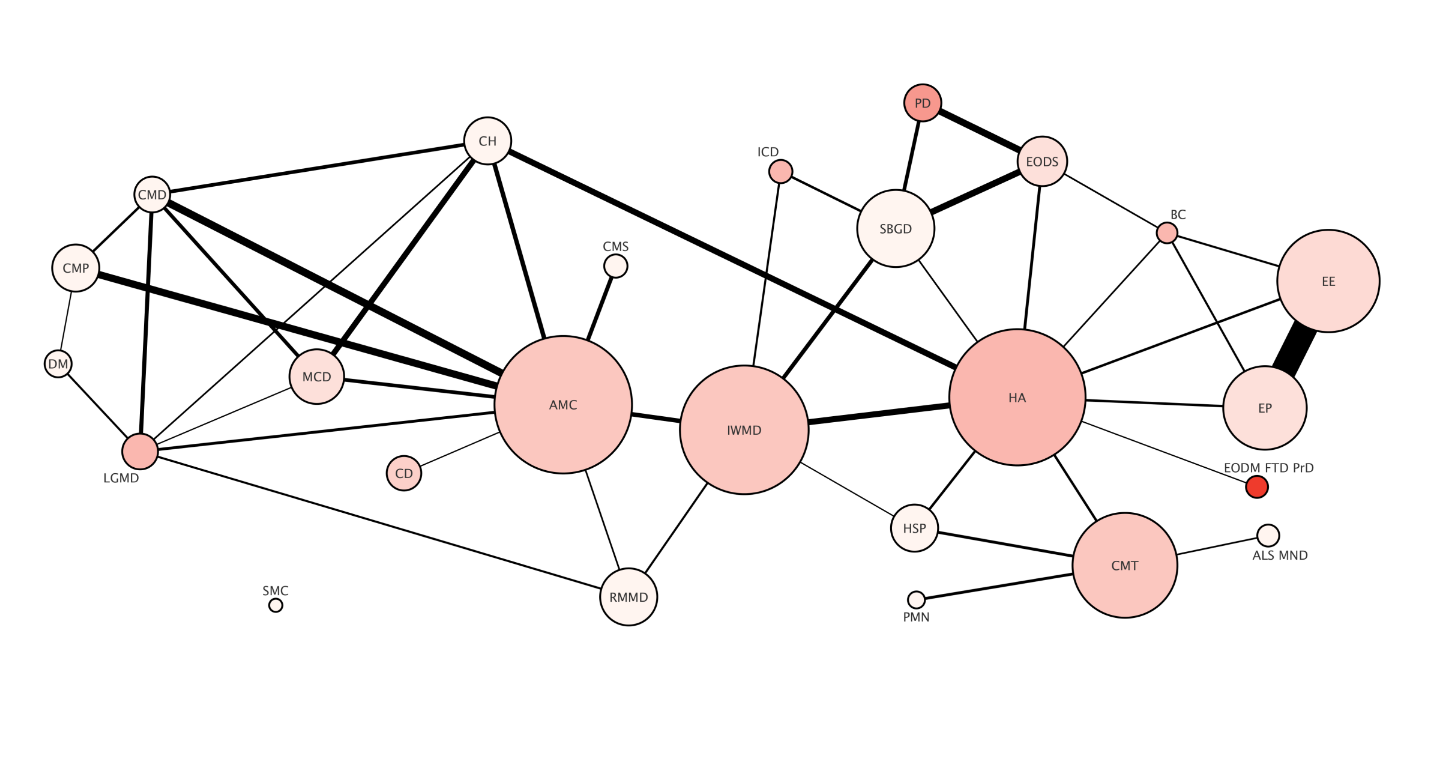 PD
CH
ICD
EODS
CMD
BC
SBGD
CMS
CMP
EE
DM
MCD
AMC
HA
EP
IWMD
LGMD
CD
EODM FTD PrD
HSP
ALS MND
CMT
SMC
RMMD
PMN